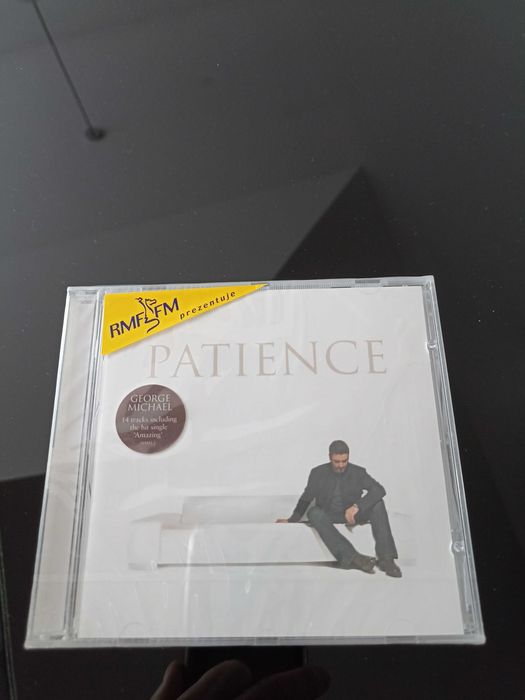 RMF FM
prezentuje
PATIENCE
GEORGE
MICHAEL
14 tracks including
the hit single
'Amazing'